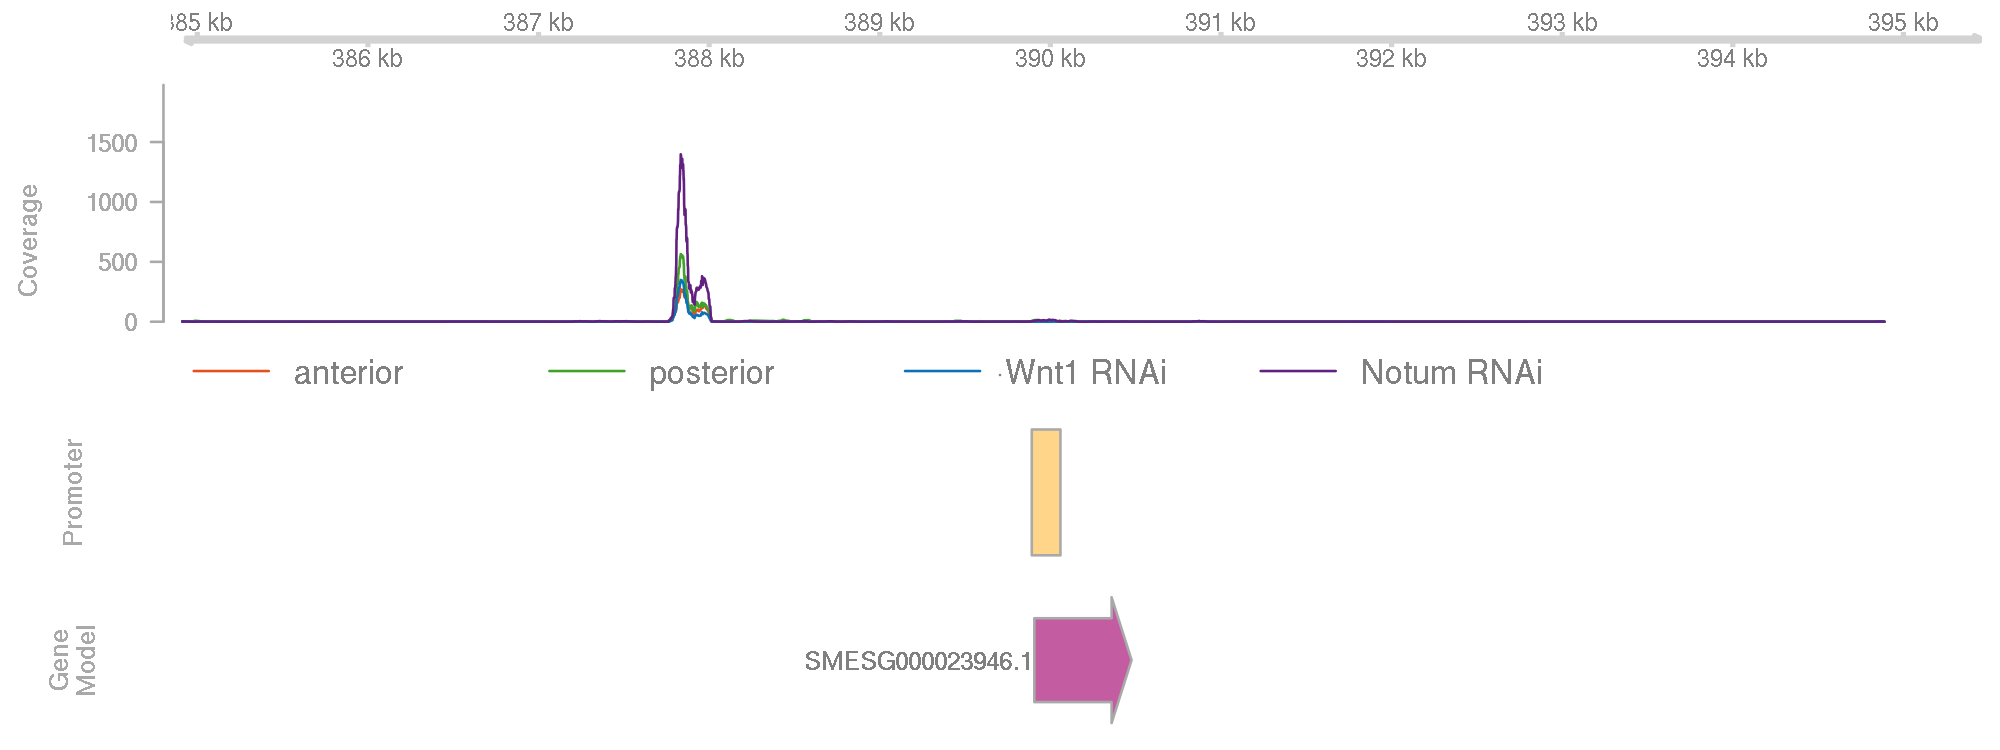 385 kb 387 kb 389 kb 391 kb 393 kb 395 kb
386 kb 388 kb 390 kb 392 kb 394 kb
Coverage
1500
1000
500
0
anterior posterior Wnt1 RNAi Notum RNAi
Promoter
Gene
Model
SMESG000023946.1